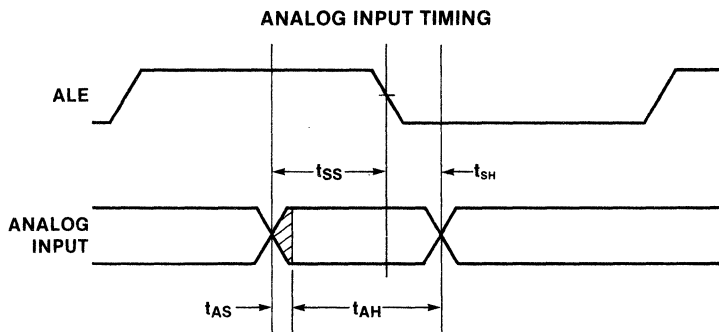 ANALOG INPUT TIMING
ALE
tSS
tSH
ANALOG
INPUT
tAS
tAH